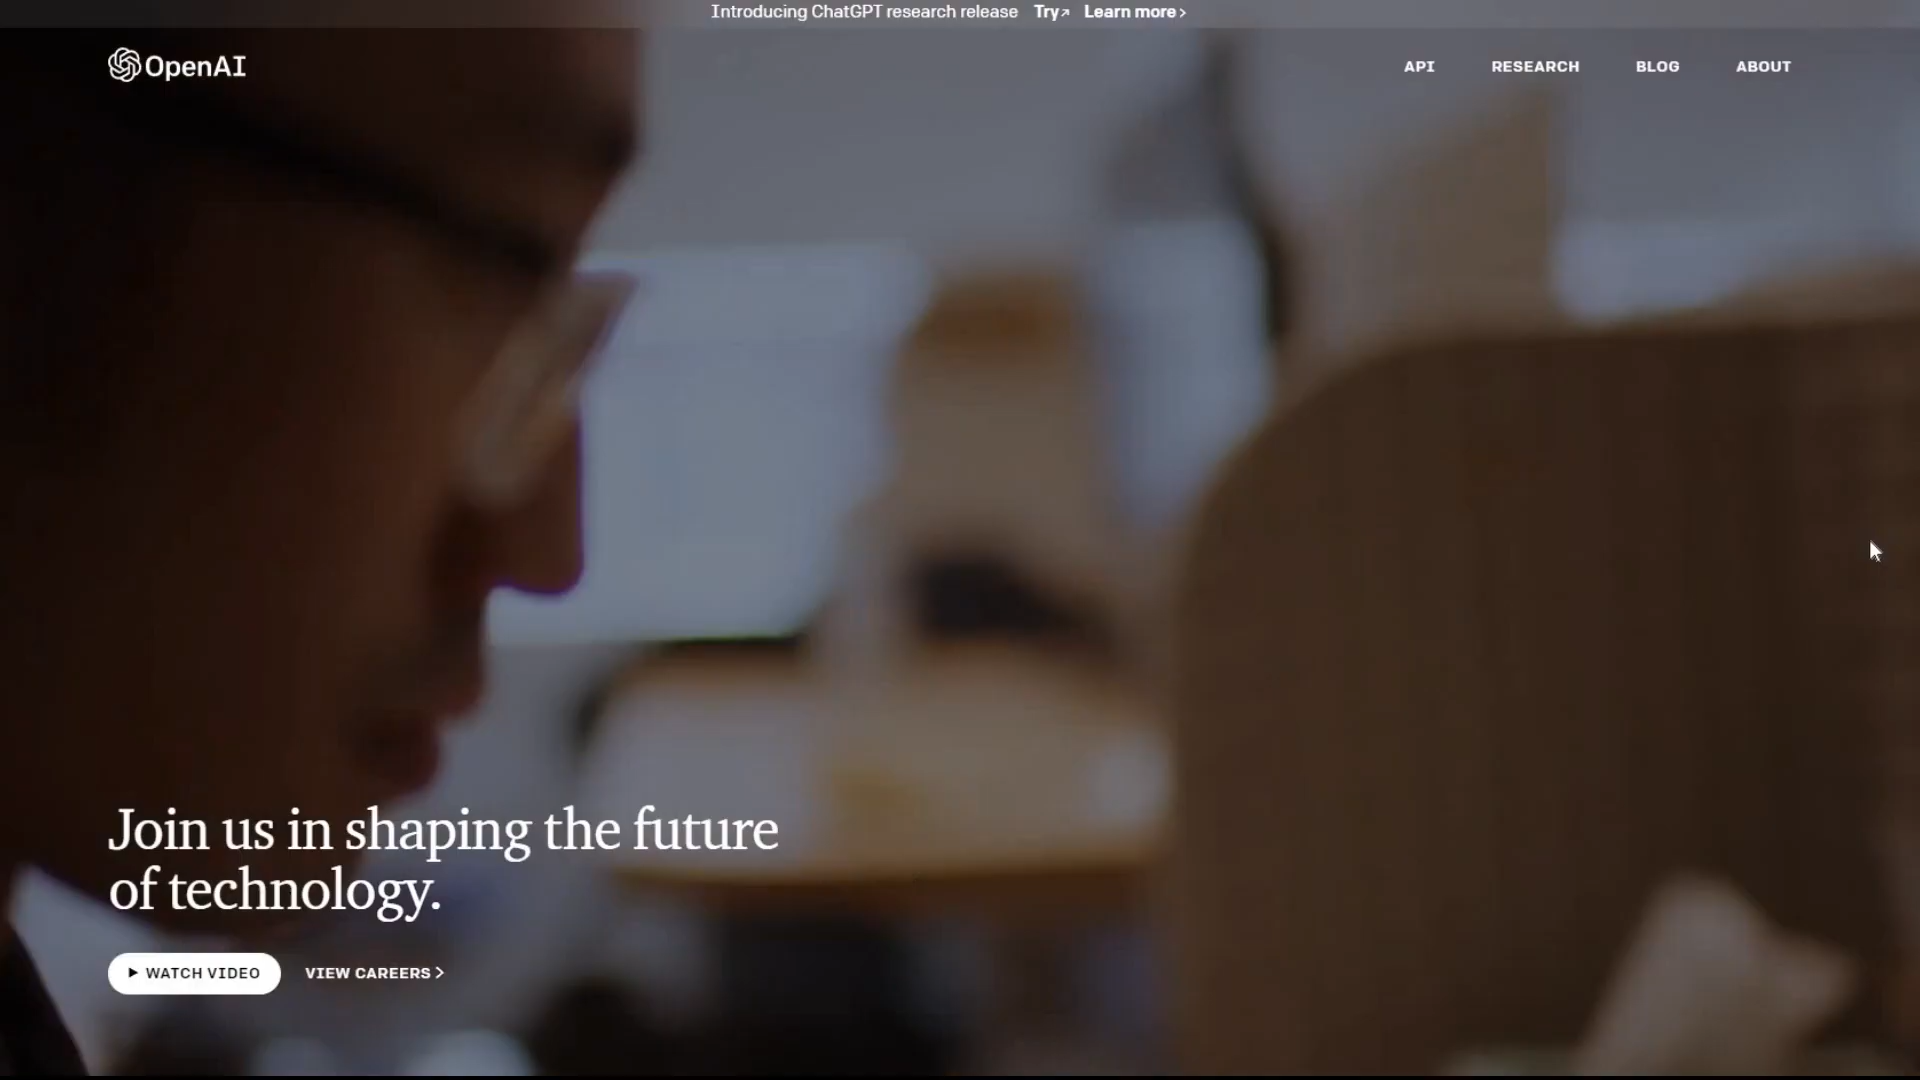 Introducing ChatGPT research release Try↗ Learn more >
OpenAI
API RESEARCH BLOG ABOUT
Join us in shaping the future
of technology.
WATCH VIDEO VIEW CAREERS >